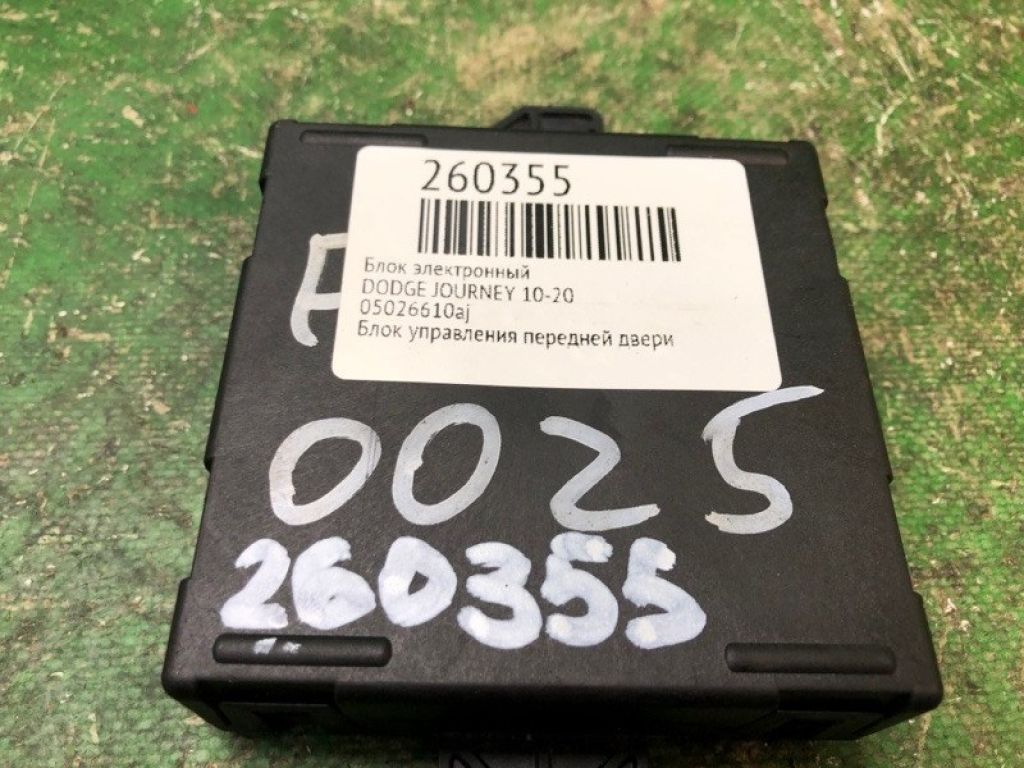 260355
Блок электронный
DODGE JOURNEY 10-20
05026610aj
Блок управления передней двери
0025
260355